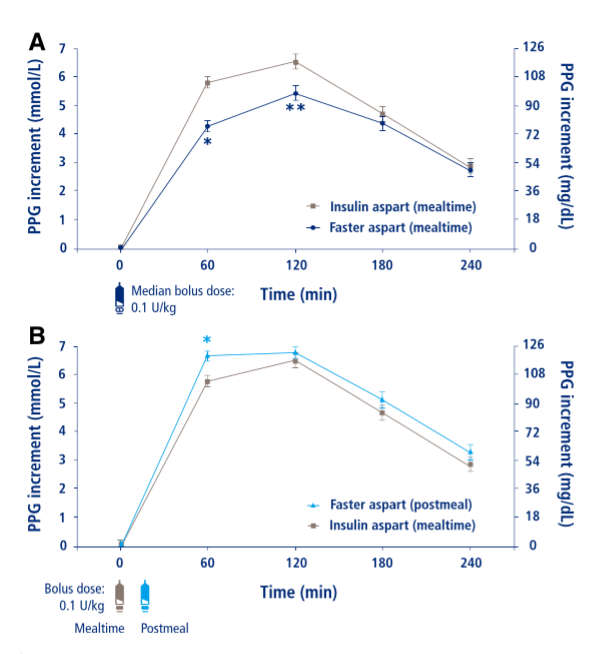 A
PPG increment (mmol/L)
7
6
5
4
3
2
1
0
126
108
90
72
54
36
18
0
PPG increment (mg/dL)
*
**
Insulin aspart (mealtime)
Faster aspart (mealtime)
0 60 120 180 240
Time (min)
Median bolus dose:
0.1 U/kg
B
PPG increment (mmol/L)
7
6
5
4
3
2
1
0
126
108
90
72
54
36
18
0
PPG increment (mg/dL)
*
Faster aspart (postmeal)
Insulin aspart (mealtime)
0 60 120 180 240
Time (min)
Bolus dose:
0.1 U/kg
Mealtime Postmeal